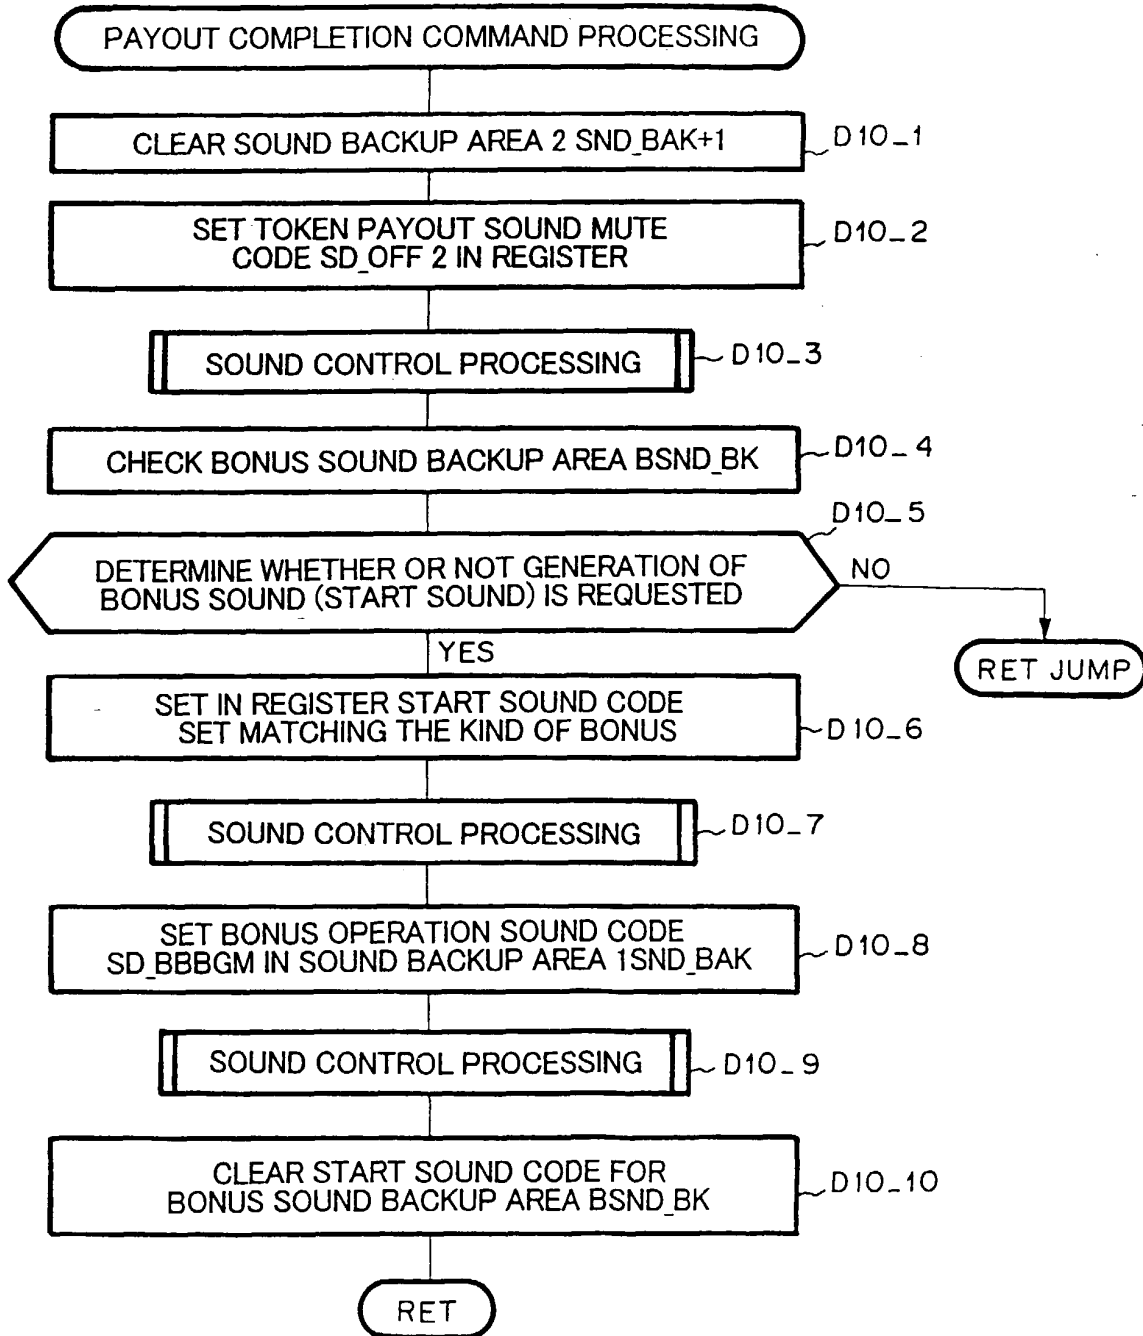 PAYOUT COMPLETION COMMAND PROCESSING
CLEAR SOUND BACKUP AREA 2 SND_BAK+1
D10_1
SET TOKEN PAYOUT SOUND MUTE
CODE SD_OFF 2 IN REGISTER
D10_2
SOUND CONTROL PROCESSING
D10_3
CHECK BONUS SOUND BACKUP AREA BSND_BK
D10_4
D10_5
DETERMINE WHETHER OR NOT GENERATION OF
BONUS SOUND (START SOUND) IS REQUESTED
NO
RET JUMP
YES
SET IN REGISTER START SOUND CODE
SET MATCHING THE KIND OF BONUS
D10_6
SOUND CONTROL PROCESSING
D10_7
SET BONUS OPERATION SOUND CODE
SD_BBBGM IN SOUND BACKUP AREA 1SND_BAK
D10_8
SOUND CONTROL PROCESSING
D10_9
CLEAR START SOUND CODE FOR
BONUS SOUND BACKUP AREA BSND_BK
D10_10
RET